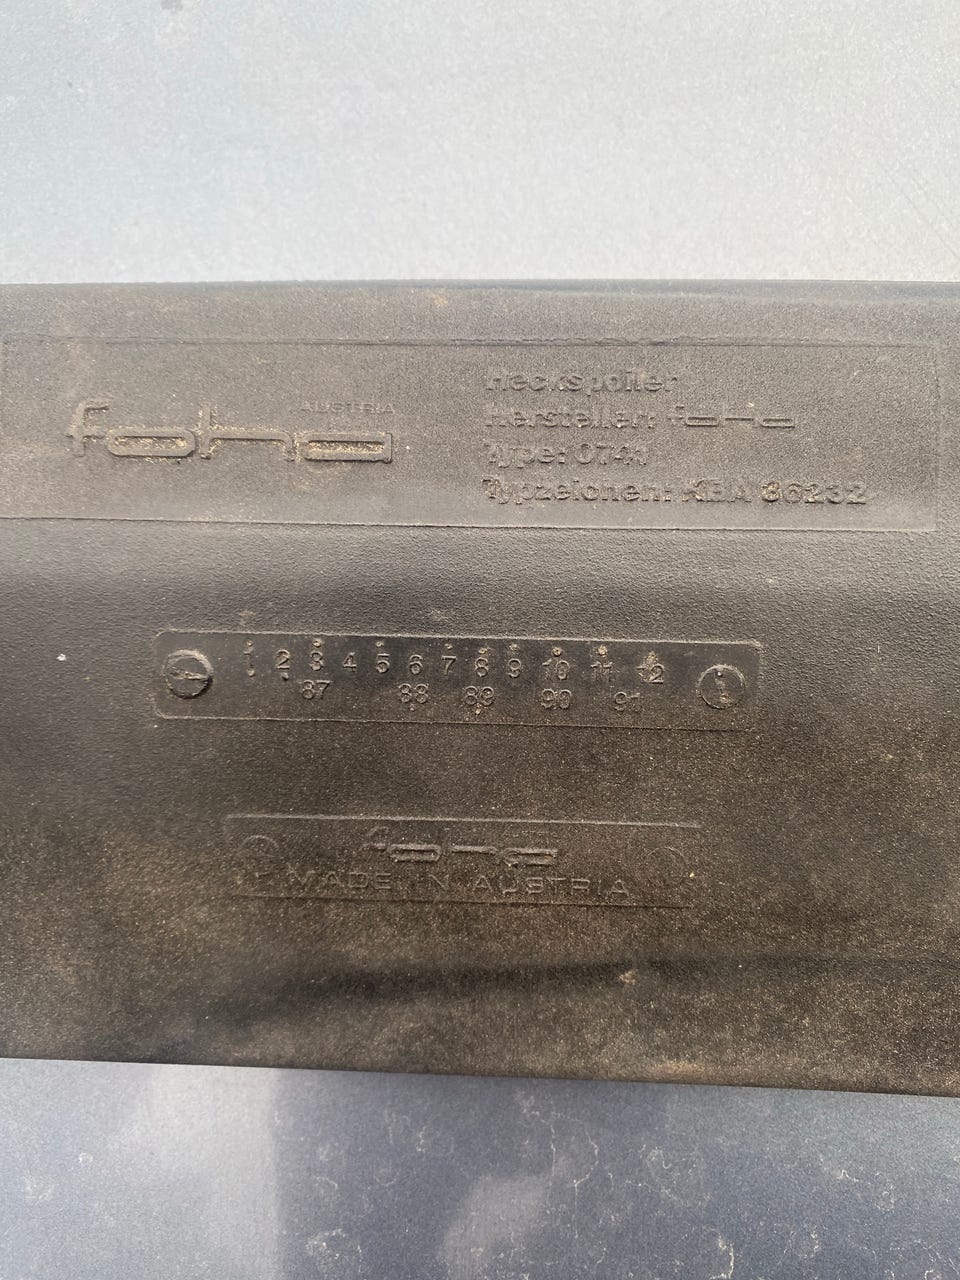 foha
AUSTRIA
Heckspoiler
Hersteller: foha
Type: 0741
Typzeichen: KBA 36232
1 2 3 4 5 6 7 8 9 10 11 12
87 88 89 90 91
foha
MADE IN AUSTRIA